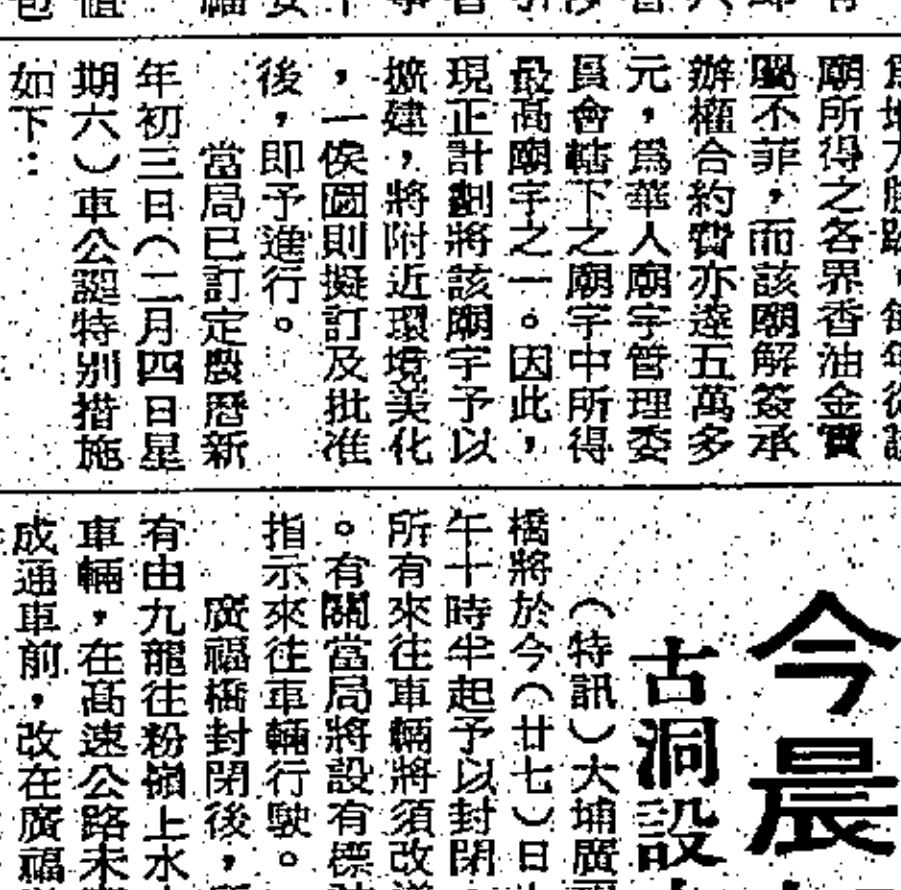 廟所得之各界香油金實
屬不菲，而該廟解簽承
辦權合約費亦達五萬多
元，爲華人廟宇管理委
員會轄下之廟宇中所得
最高廟宇之一。因此，
現正計劃將該廟宇予以
擴建，將附近環境美化
，一俟圖則擬訂及批准
後，即予進行。
當局已訂定農曆新
年初三日（二月四日星
期六）車公誕特別措施
如下：
今晨
古洞設
（特訊）大埔廣福
橋將於今（廿七）日
午十時半起予以封閉，
所有來往車輛將須改道
。有關當局將設有標
指示來往車輛行駛。
廣福橋封閉後，所
有由九龍往粉嶺上水
車輛，在高速公路未
成通車前，改在廣福